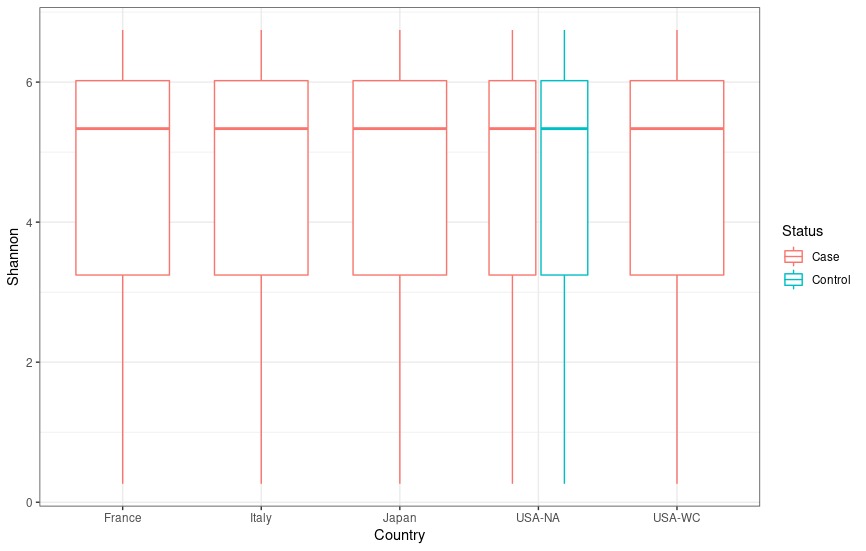 Shannon
6
4
2
0
France Italy Japan USA-NA USA-WC
Country
Status
Case
Control